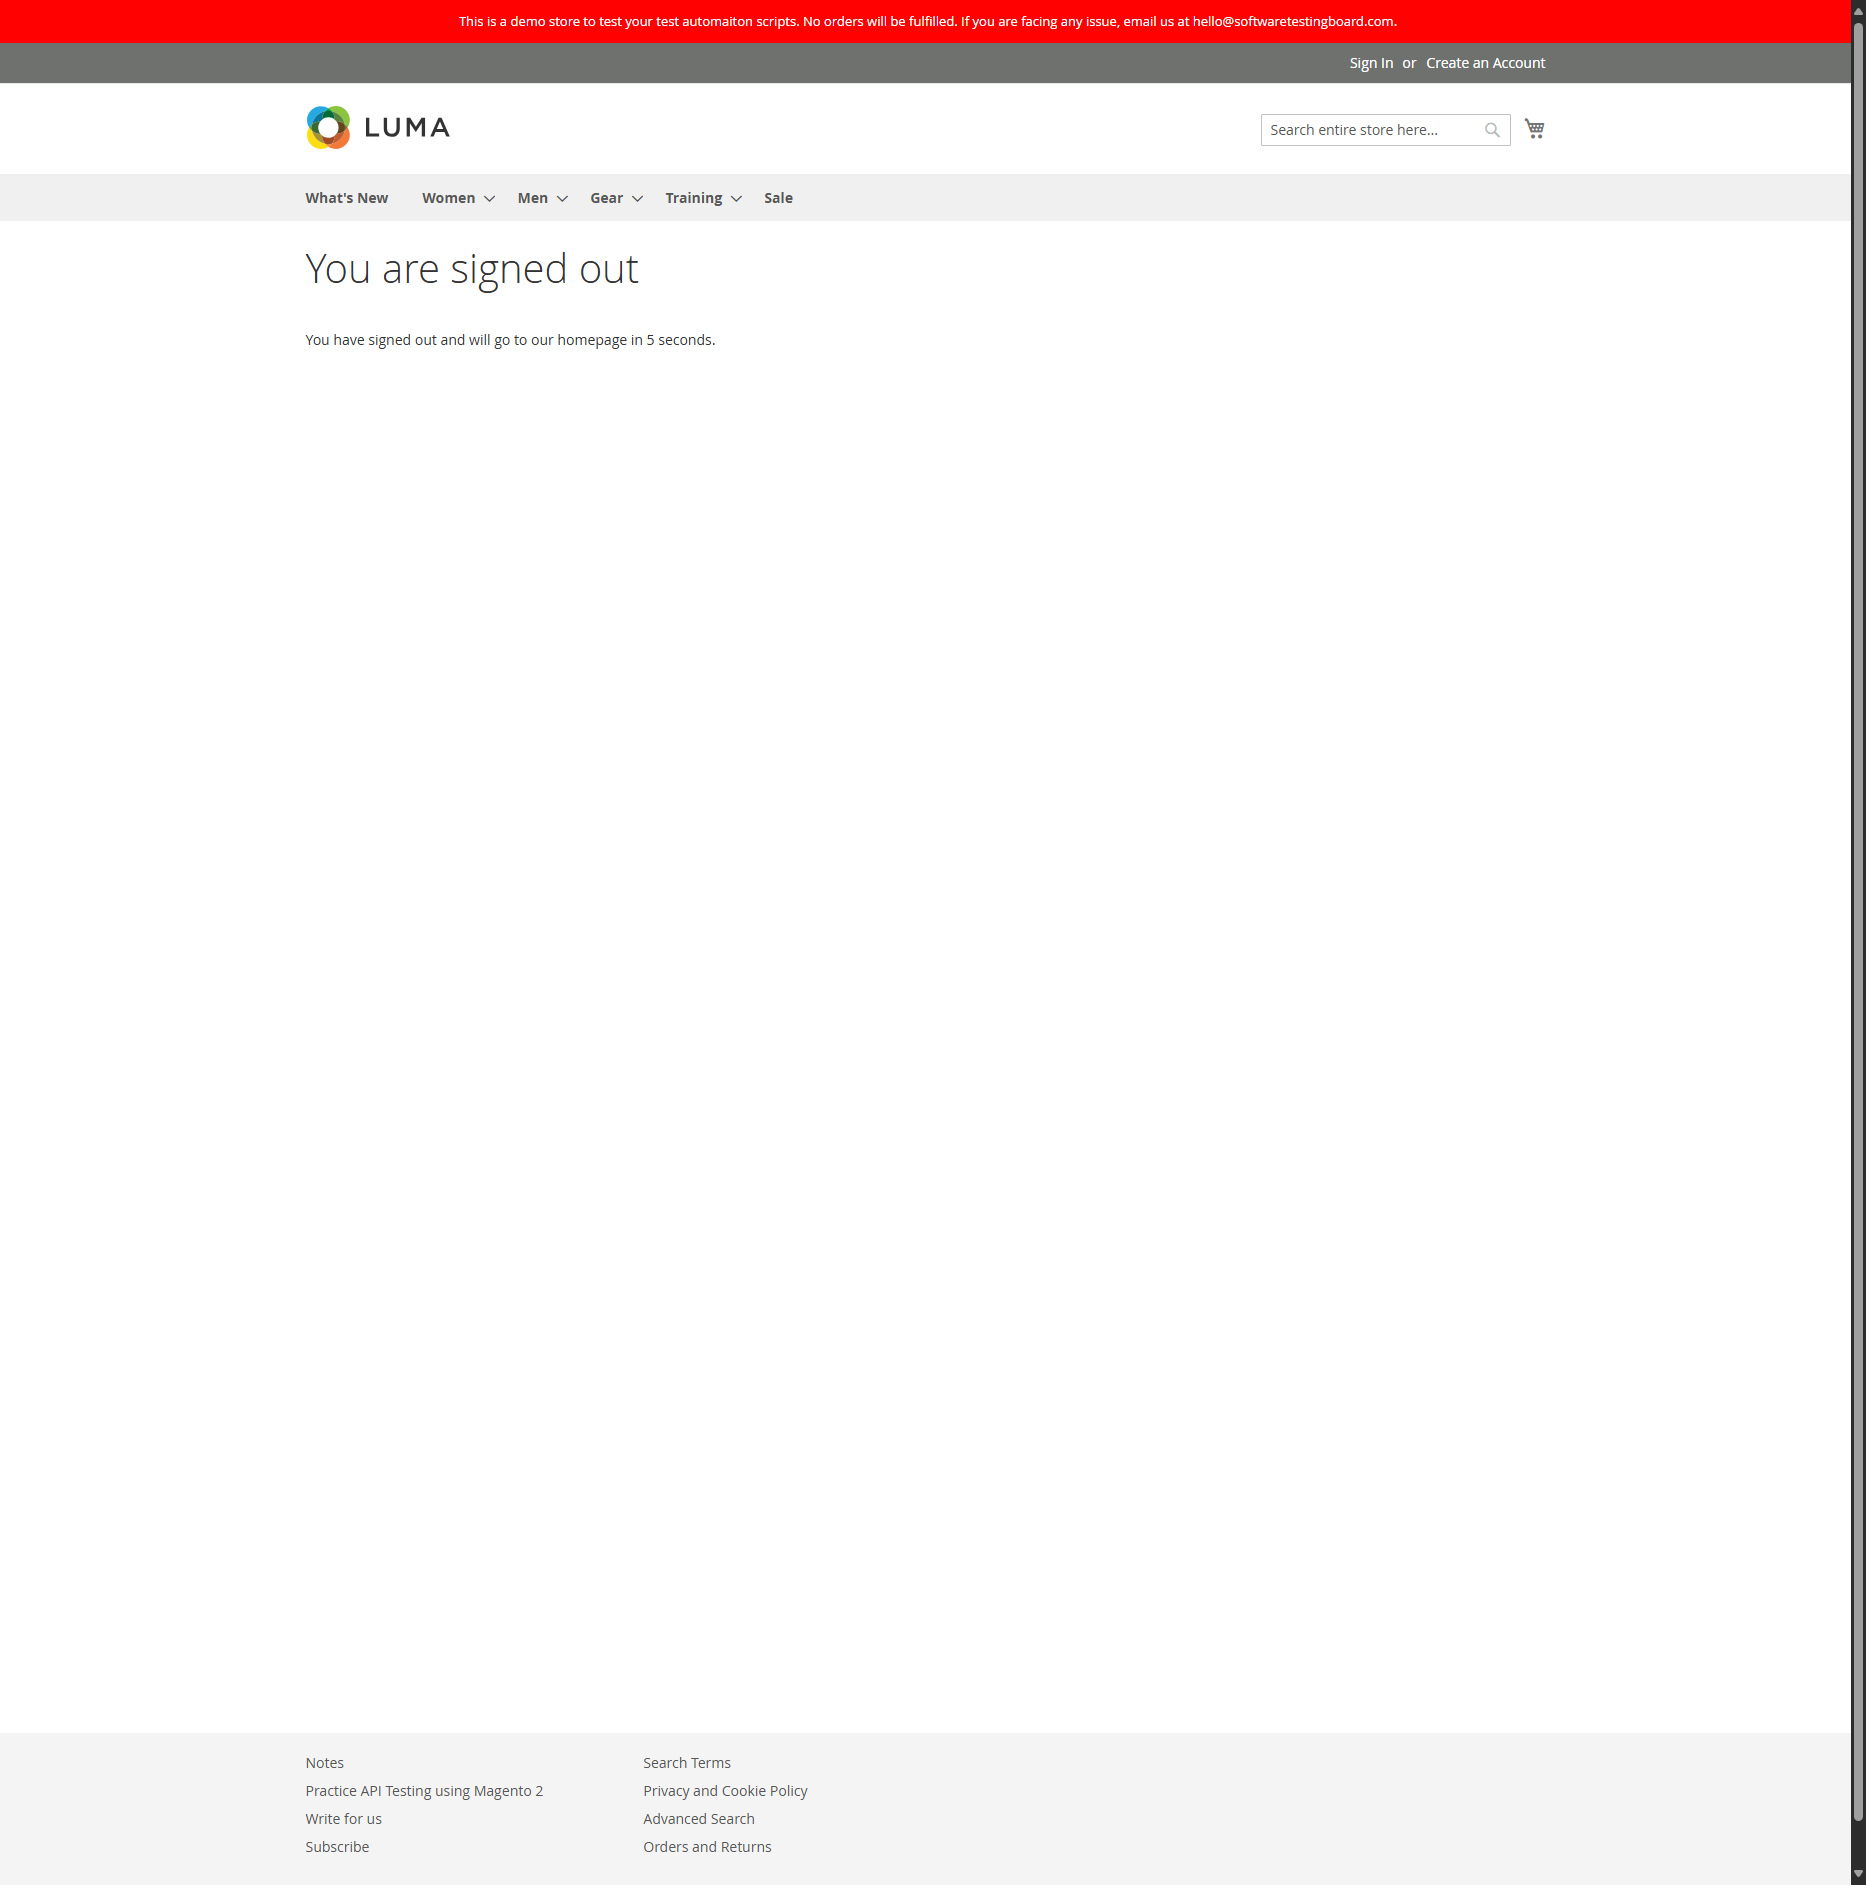 This is a demo store to test your test automaiton scripts. No orders will be fulfilled. If you are facing any issue, email us at hello@softwaretestingboard.com.
Sign In or Create an Account
LUMA
Search entire store here...
What's New Women Men Gear Training Sale
You are signed out
You have signed out and will go to our homepage in 5 seconds.
Notes
Practice API Testing using Magento 2
Write for us
Subscribe
Search Terms
Privacy and Cookie Policy
Advanced Search
Orders and Returns